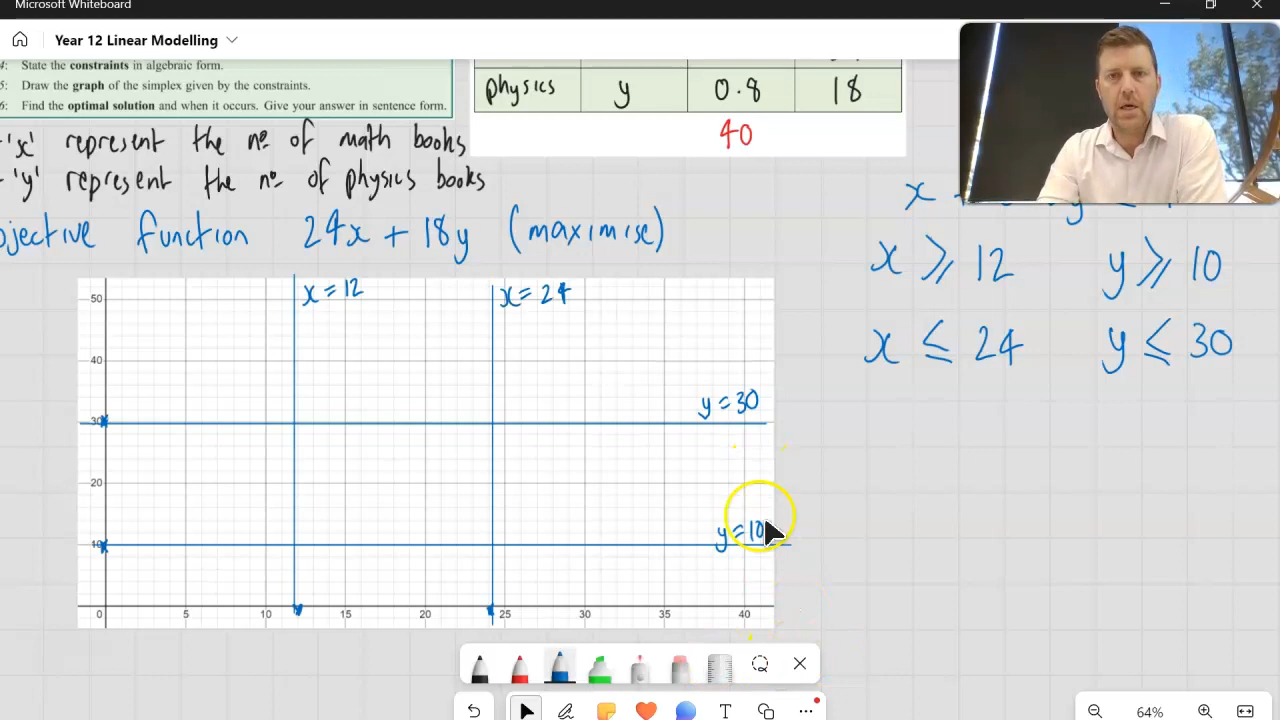 Microsoft Whiteboard
Year 12 Linear Modelling
4: State the constraints in algebraic form.
5: Draw the graph of the simplex given by the constraints.
6: Find the optimal solution and when it occurs. Give your answer in sentence form.
physics y 0.8 18
40
'x' represent the nº of math books
'y' represent the nº of physics books
objective function 24x + 18y (maximise)
x ⩾ 12 y ⩾ 10
x ≤ 24 y ≤ 30
x = 12 x = 24
50
40
y = 30
30
20
y = 10
10
0 5 10 15 20 25 30 35 40
T
64%